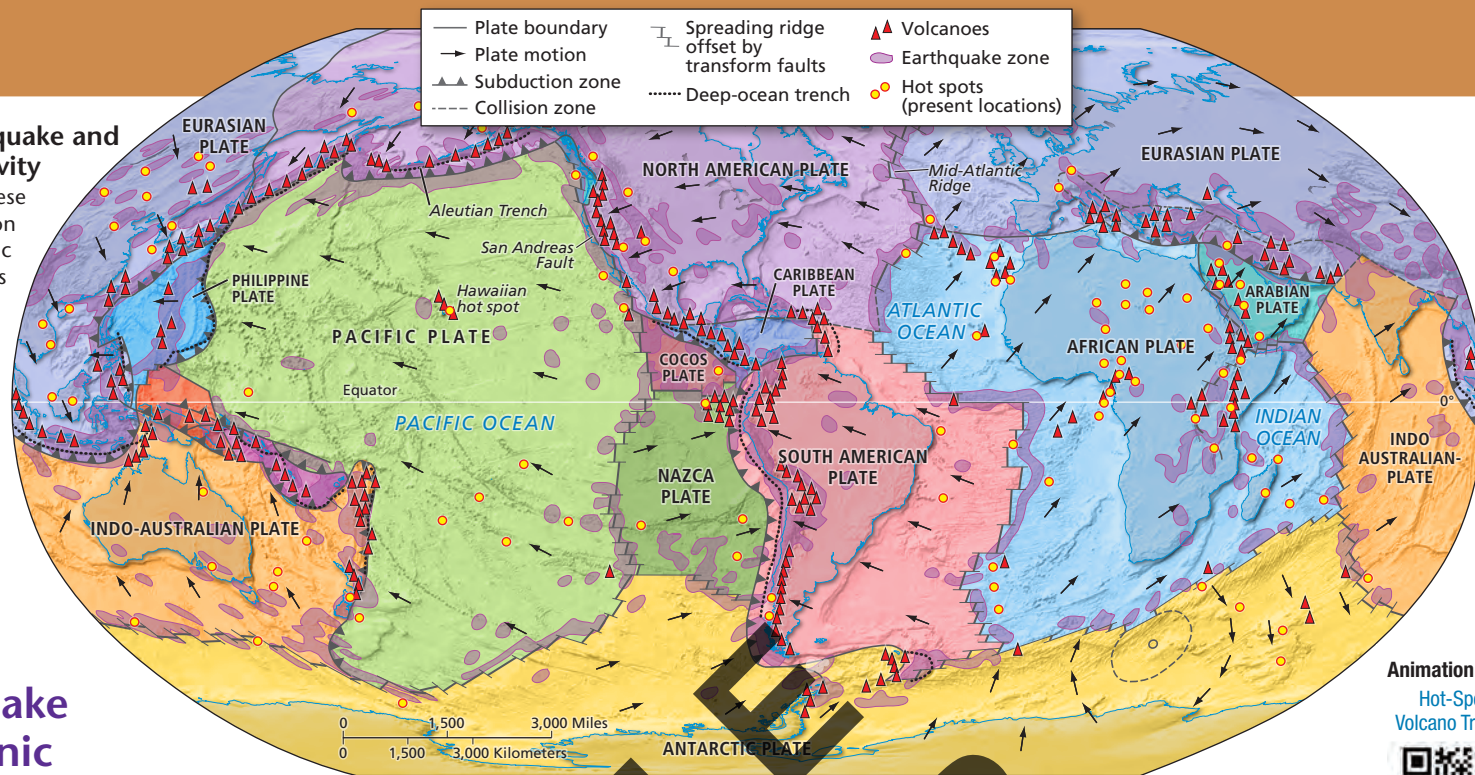 Plate boundary
Plate motion
Subduction zone
Collision zone
Spreading ridge
offset by
transform faults
Deep-ocean trench
Volcanoes
Earthquake zone
Hot spots
(present locations)
quake and
vity
ese
on
ic
s
EURASIAN
PLATE
NORTH AMERICAN PLATE
Mid-Atlantic
Ridge
EURASIAN PLATE
Aleutian Trench
San Andreas
Fault
PHILIPPINE
PLATE
Hawaiian
hot spot
CARIBBEAN
PLATE
ARABIAN
PLATE
ATLANTIC
OCEAN
PACIFIC PLATE
AFRICAN PLATE
COCOS
PLATE
Equator
0°
PACIFIC OCEAN
INDIAN
OCEAN
INDO
AUSTRALIAN-
PLATE
SOUTH AMERICAN
PLATE
NAZCA
PLATE
INDO-AUSTRALIAN PLATE
Animation
Hot-Spo
Volcano Tr
ake
nic
0 1,500 3,000 Miles
0 1,500 3,000 Kilometers
ANTARCTIC PLATE